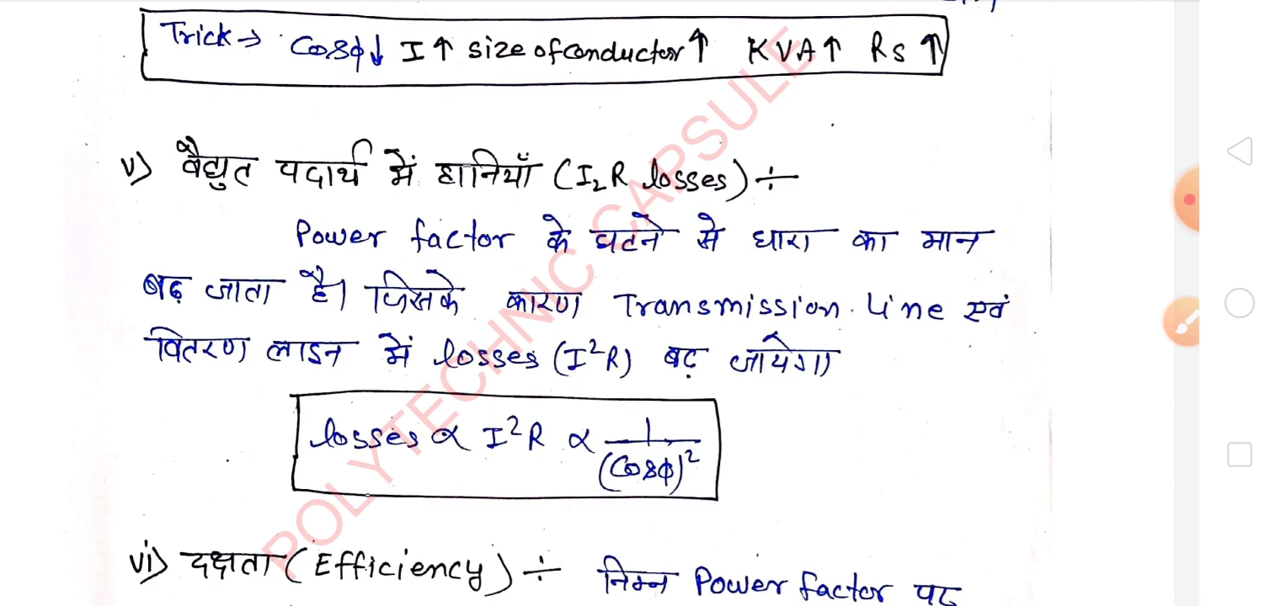 Trick → Cosϕ↓ I↑ size of conductor↑ KVA↑ Rs↑
v) वैद्युत पदार्थ में हानियाँ (I₂R losses) ÷
Power factor के घटने से धारा का मान
बढ़ जाता है। जिसके कारण Transmission. Line एवं
वितरण लाइन में losses (I²R) बढ़ जायेगा
losses ∝ I²R ∝ 1/(Cosϕ)²
vi) दक्षता (Efficiency) ÷ निम्न Power factor पर
POLYTECHNIC CAPSULE